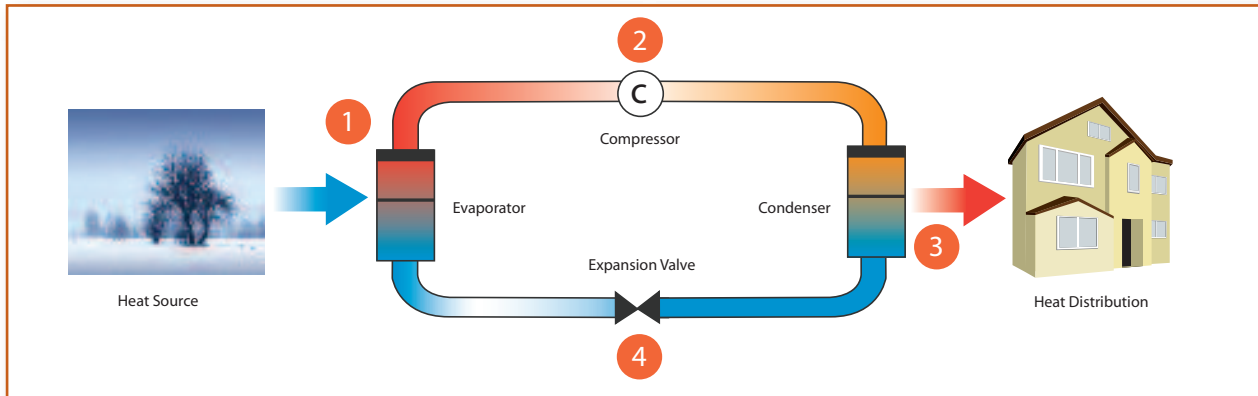 2
C
1
Compressor
Evaporator
Condenser
3
Expansion Valve
Heat Source
Heat Distribution
4